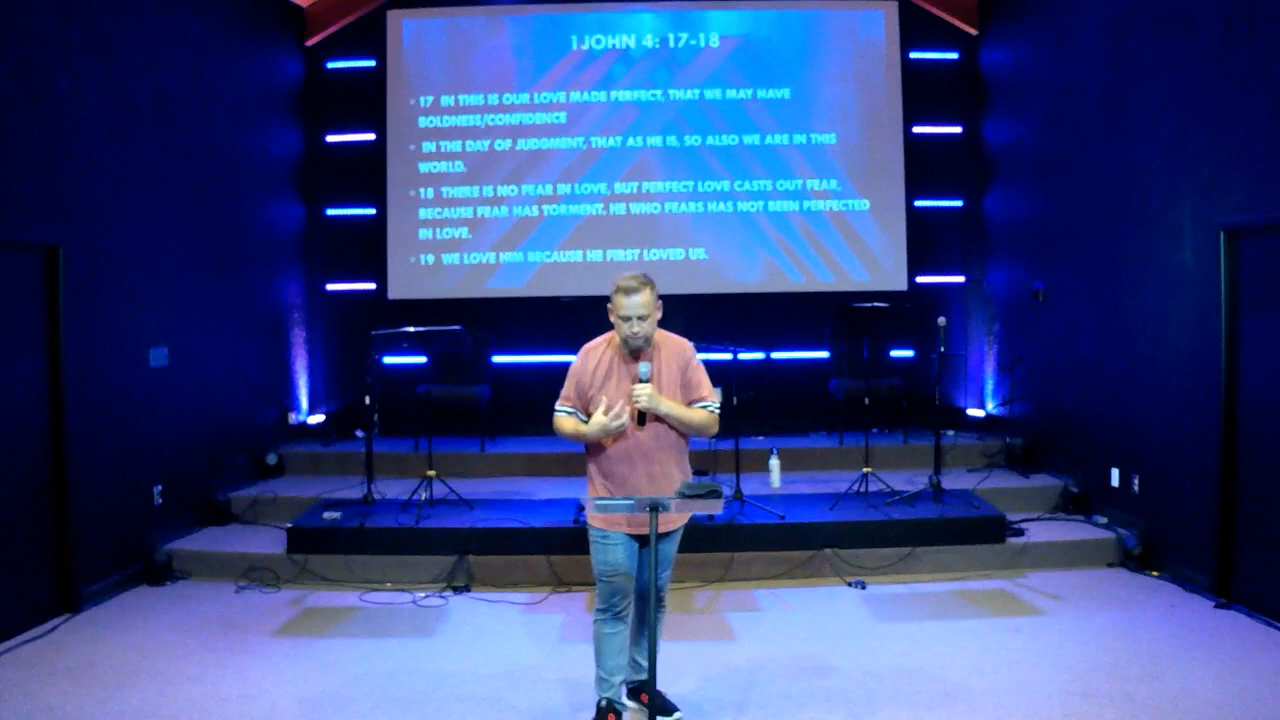 1JOHN 4: 17-18
17 IN THIS IS OUR LOVE MADE PERFECT, THAT WE MAY HAVE
BOLDNESS/CONFIDENCE
IN THE DAY OF JUDGMENT, THAT AS HE IS, SO ALSO WE ARE IN THIS
WORLD.
18 THERE IS NO FEAR IN LOVE, BUT PERFECT LOVE CASTS OUT FEAR,
BECAUSE FEAR HAS TORMENT. HE WHO FEARS HAS NOT BEEN PERFECTED
IN LOVE.
19 WE LOVE HIM BECAUSE HE FIRST LOVED US.